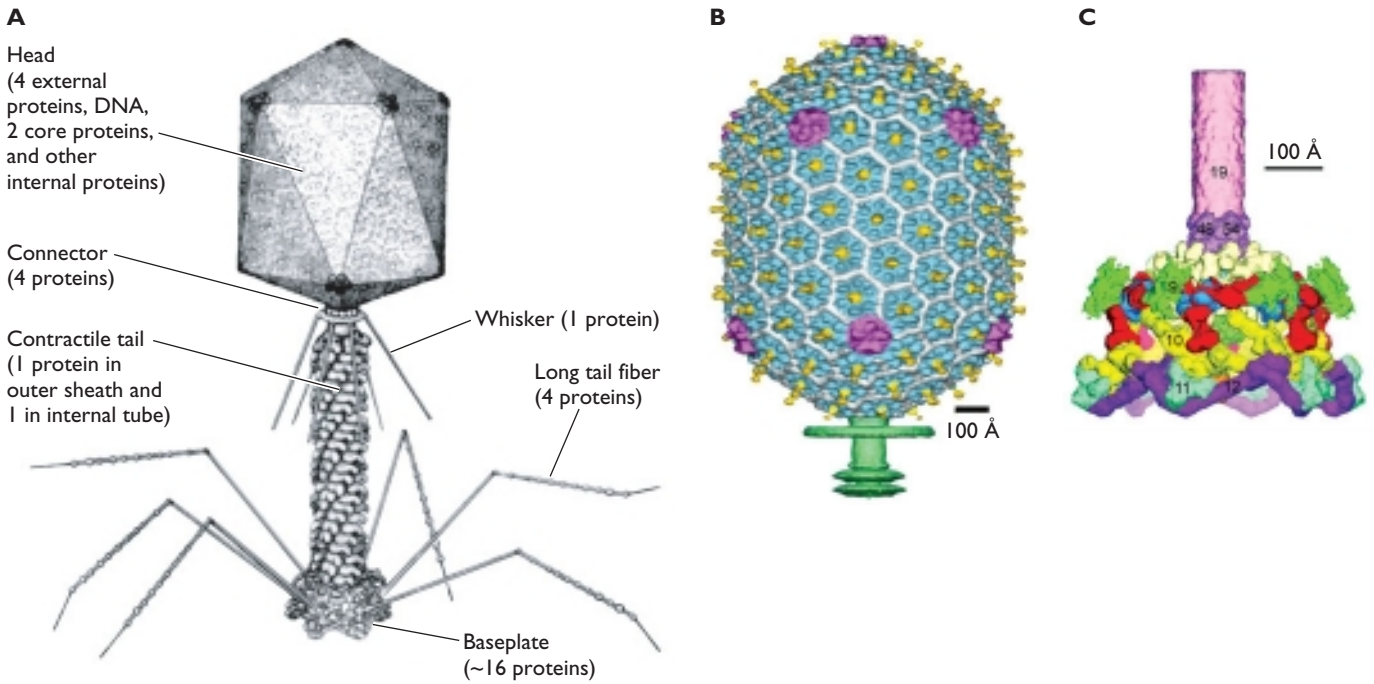 A
Head
(4 external
proteins, DNA,
2 core proteins,
and other
internal proteins)
Connector
(4 proteins)
Contractile tail
(1 protein in
outer sheath and
1 in internal tube)
Whisker (1 protein)
Long tail fiber
(4 proteins)
Baseplate
(~16 proteins)
B
100 Å
C
100 Å
19
48 54
10
11 12